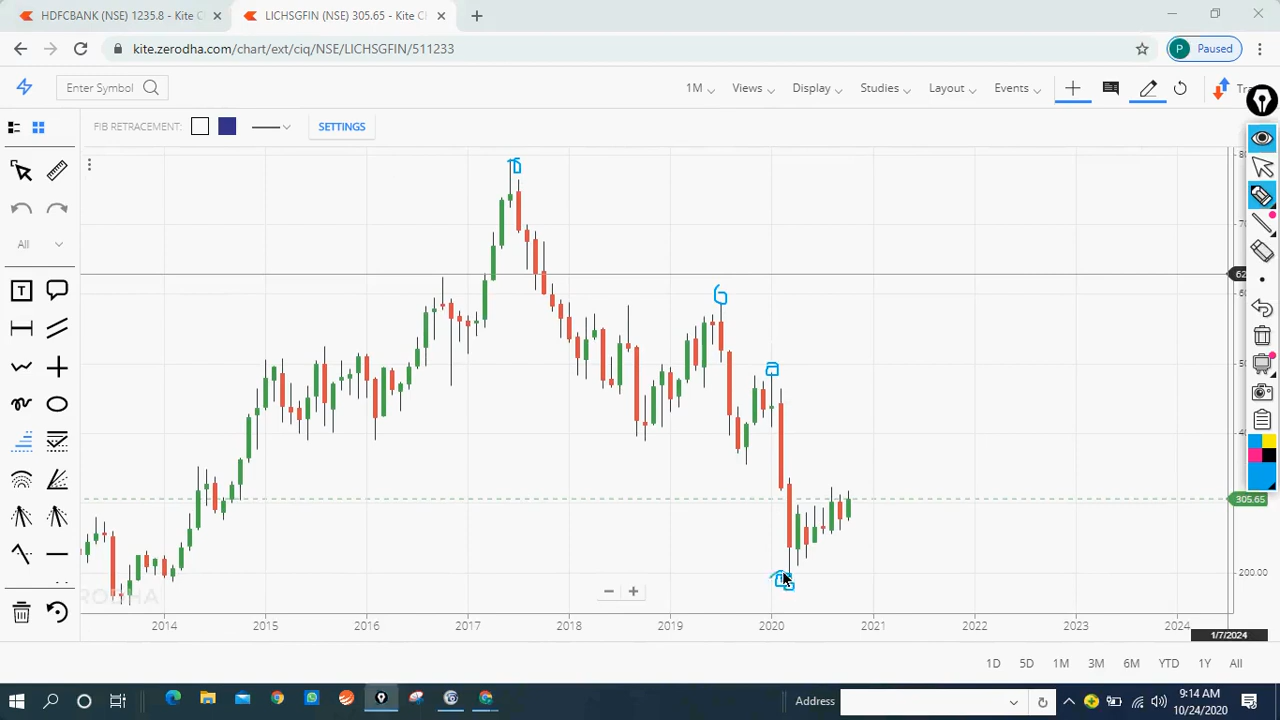 HDFCBANK (NSE) 1235.8 - Kite C
LICHSGFIN (NSE) 305.65 - Kite C
kite.zerodha.com/chart/ext/ciq/NSE/LICHSGFIN/511233
P Paused
Enter Symbol
1M
Views
Display
Studies
Layout
Events
Tra
FIB RETRACEMENT:
SETTINGS
All
T
62
305.65
200.00
2014
2015
2016
2017
2018
2019
2020
2021
2022
2023
2024
1/7/2024
1D
5D
1M
3M
6M
YTD
1Y
All
Address
9:14 AM
10/24/2020